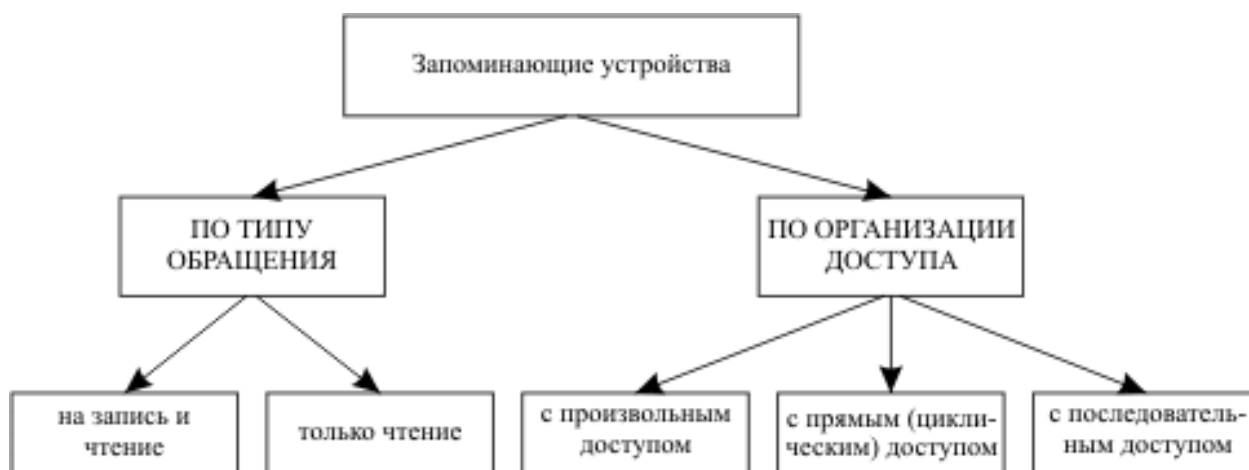 Запоминающие устройства
ПО ТИПУ
ОБРАЩЕНИЯ
ПО ОРГАНИЗАЦИИ
ДОСТУПА
на запись и
чтение
только чтение
с произвольным
доступом
с прямым (цикли-
ческим) доступом
с последователь-
ным доступом